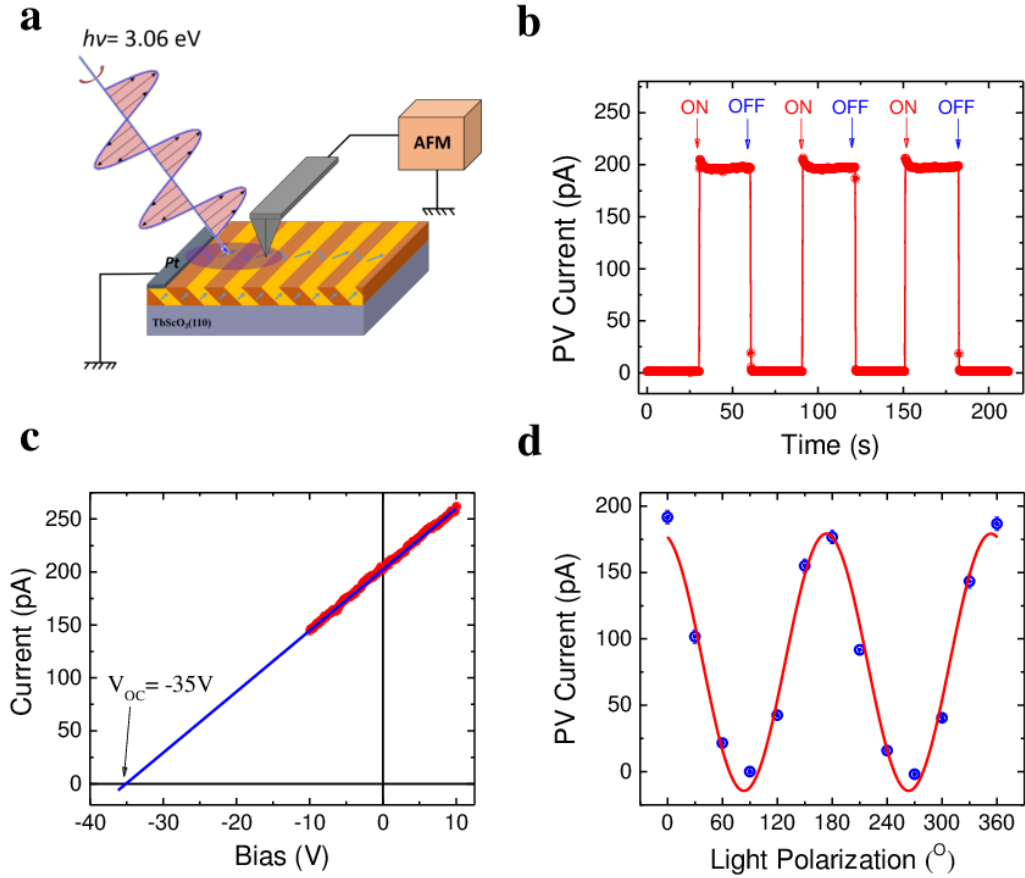 a
hν= 3.06 eV
AFM
Pt
TbScO₃(110)
b
ON OFF ON OFF ON OFF
250
200
150
100
50
0
0 50 100 150 200
PV Current (pA)
Time (s)
c
250
200
150
100
50
0
V_OC= -35V
-40 -30 -20 -10 0 10
Current (pA)
Bias (V)
d
200
150
100
50
0
0 60 120 180 240 300 360
PV Current (pA)
Light Polarization (°)